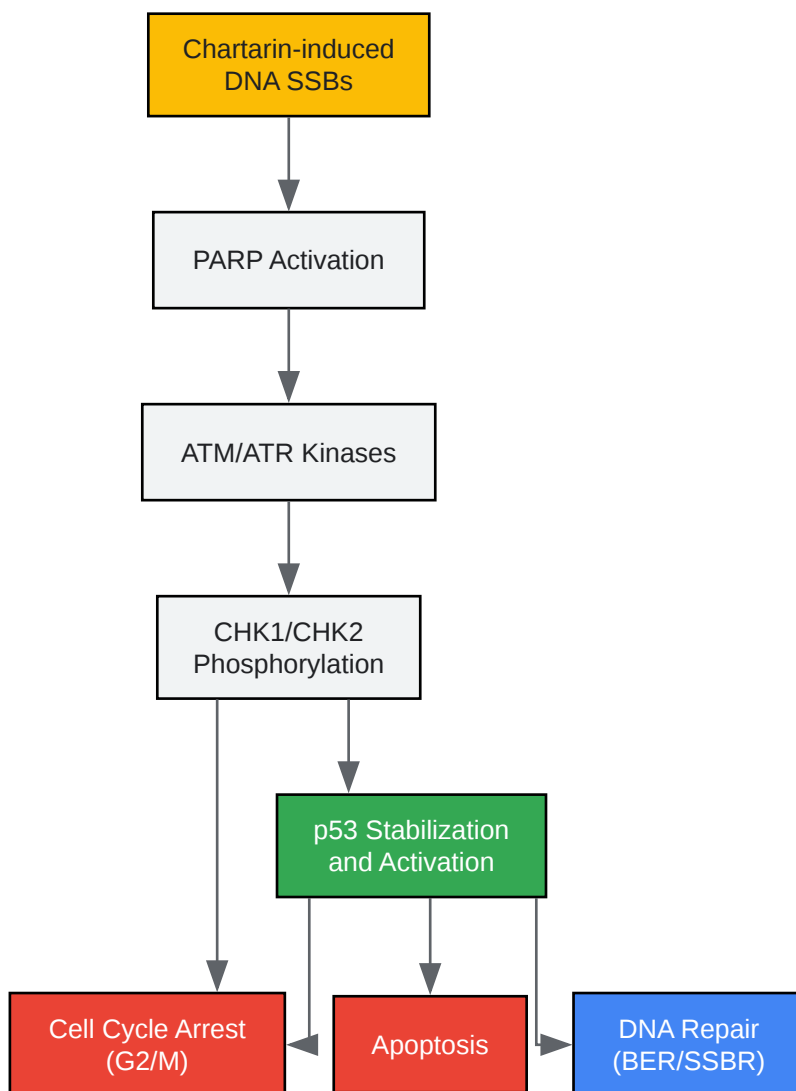 Chartarin-induced
DNA SSBs
PARP Activation
ATM/ATR Kinases
CHK1/CHK2
Phosphorylation
p53 Stabilization
and Activation
Cell Cycle Arrest
(G2/M)
Apoptosis
DNA Repair
(BER/SSBR)